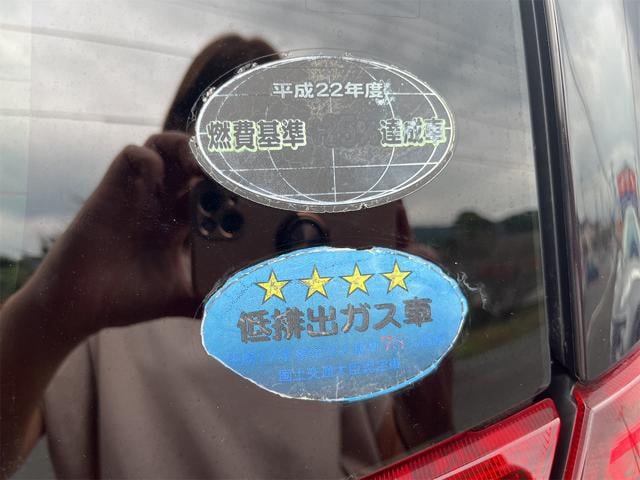 平成22年度
燃費基準 達成車
低排出ガス車
国土交通大臣認定車